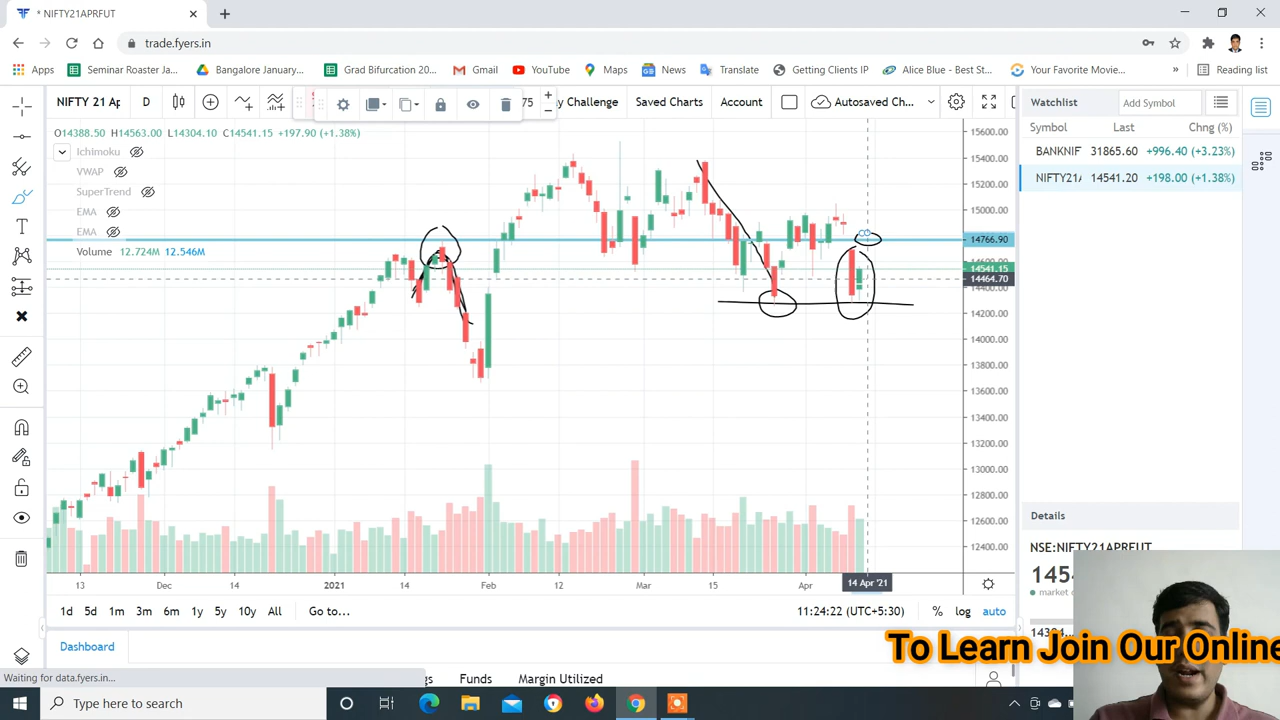 * NIFTY21APRFUT
trade.fyers.in
Apps
Seminar Roaster Ja...
Bangalore January,...
Grad Bifurcation 20...
Gmail
YouTube
Maps
News
Translate
Getting Clients IP
Alice Blue - Best St...
Your Favorite Movie...
»
Reading list
NIFTY 21 Ap
D
75
y Challenge
Saved Charts
Account
Autosaved Ch...
Watchlist
Add Symbol
Symbol
Last
Chng (%)
BANKNIF
31865.60
+996.40 (+3.23%)
NIFTY21
14541.20
+198.00 (+1.38%)
O14388.50 H14563.00 L14304.10 C14541.15 +197.90 (+1.38%)
Ichimoku
VWAP
SuperTrend
EMA
EMA
Volume 12.724M 12.546M
15600.00
15400.00
15200.00
15000.00
14766.90
14541.15
14464.70
14200.00
14000.00
13800.00
13600.00
13400.00
13200.00
13000.00
12800.00
12600.00
12400.00
13
Dec
14
2021
14
Feb
12
Mar
15
Apr
14 Apr '21
1d 5d 1m 3m 6m 1y 5y 10y All
Go to...
11:24:22 (UTC+5:30)
%
log
auto
Details
NSE:NIFTY21APRFUT
Dashboard
To Learn Join Our Online
Waiting for data.fyers.in...
Funds
Margin Utilized
Type here to search